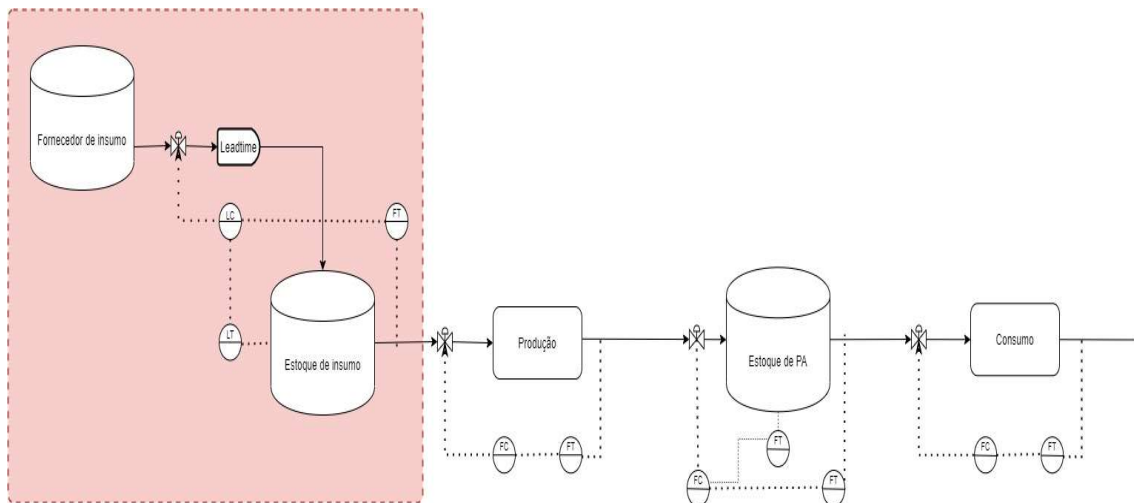 Fornecedor de insumo
Leadtime
LC
FT
LT
Estoque de insumo
Produção
Estoque de PA
Consumo
FC
FT
FT
FC
FT
FC
FT